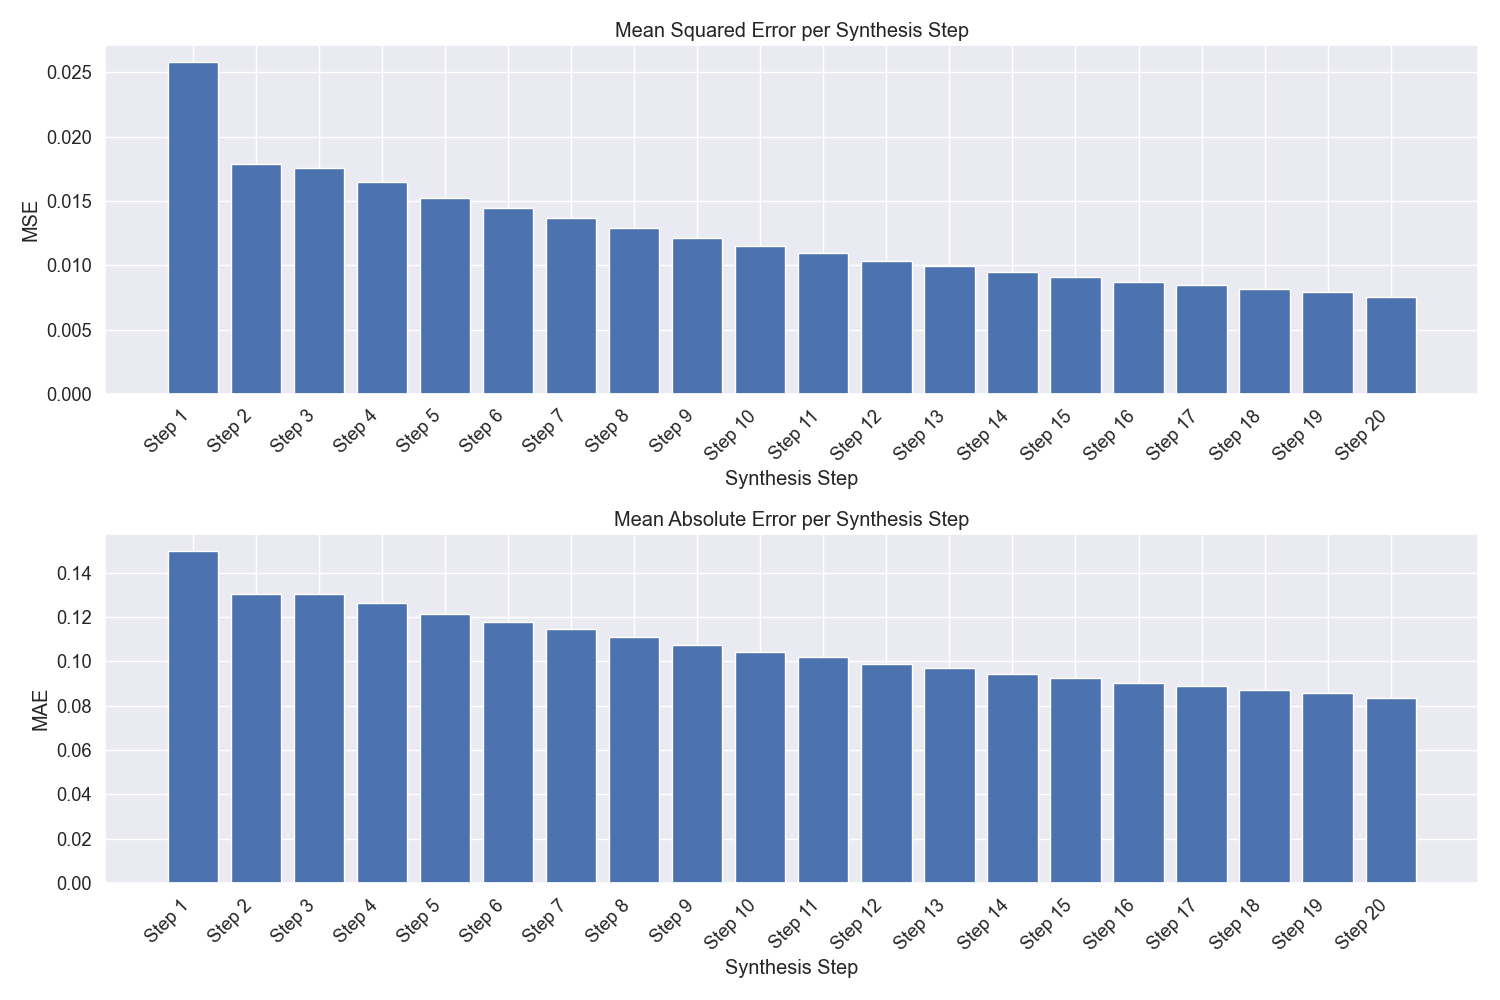 Mean Squared Error per Synthesis Step
0.025
0.020
0.015
0.010
0.005
0.000
MSE
Step 1
Step 2
Step 3
Step 4
Step 5
Step 6
Step 7
Step 8
Step 9
Step 10
Step 11
Step 12
Step 13
Step 14
Step 15
Step 16
Step 17
Step 18
Step 19
Step 20
Synthesis Step
Mean Absolute Error per Synthesis Step
0.14
0.12
0.10
0.08
0.06
0.04
0.02
0.00
MAE
Step 1
Step 2
Step 3
Step 4
Step 5
Step 6
Step 7
Step 8
Step 9
Step 10
Step 11
Step 12
Step 13
Step 14
Step 15
Step 16
Step 17
Step 18
Step 19
Step 20
Synthesis Step